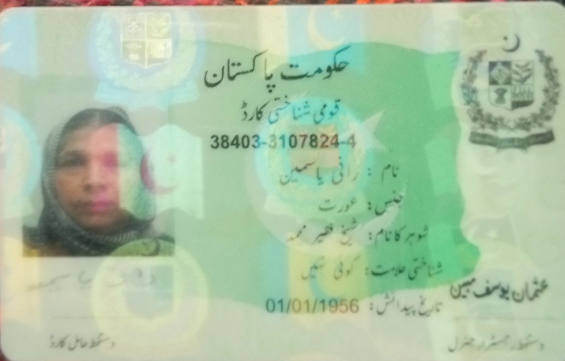 حکومت پاکستان
قومی شناختی کارڈ
38403-3107824-4
نام : رانی یاسمین
جنس: عورت
شوہر کا نام: شیخ فقیر محمد
شناختی علامت: کوئی نہیں
تاریخ پیدائش: 01/01/1956
عثمان یوسف مبین
دستخط حامل کارڈ
دستخط رجسٹرار جنرل